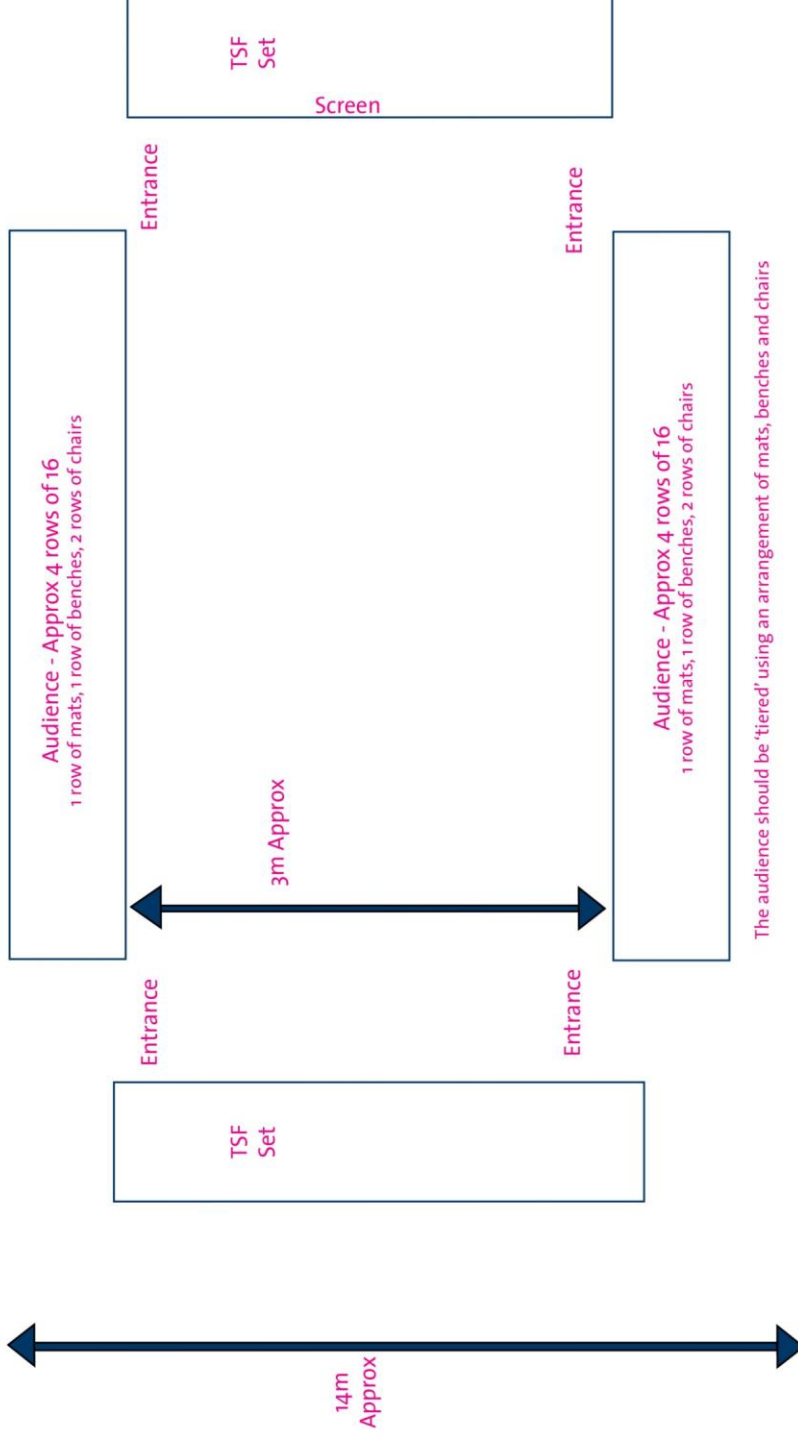 TSF
Set
Screen
Entrance
Entrance
Audience - Approx 4 rows of 16
1 row of mats, 1 row of benches, 2 rows of chairs
Audience - Approx 4 rows of 16
1 row of mats, 1 row of benches, 2 rows of chairs
The audience should be ‘tiered’ using an arrangement of mats, benches and chairs
3m Approx
Entrance
Entrance
TSF
Set
14m
Approx